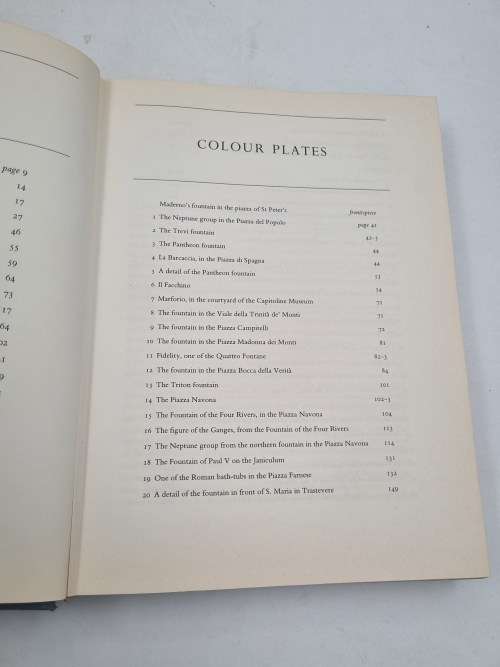 page 9
14
17
27
46
55
59
64
73
17
64
02
COLOUR PLATES
Maderno's fountain in the piazza of St Peter's frontispiece
1 The Neptune group in the Piazza del Popolo page 41
2 The Trevi fountain 42-3
3 The Pantheon fountain 44
4 La Barcaccia, in the Piazza di Spagna 44
5 A detail of the Pantheon fountain 53
6 Il Facchino 54
7 Marforio, in the courtyard of the Capitoline Museum 71
8 The fountain in the Viale della Trinità de' Monti 71
9 The fountain in the Piazza Campitelli 72
10 The fountain in the Piazza Madonna dei Monti 81
11 Fidelity, one of the Quattro Fontane 82-3
12 The fountain in the Piazza Bocca della Verità 84
13 The Triton fountain 101
14 The Piazza Navona 102-3
15 The Fountain of the Four Rivers, in the Piazza Navona 104
16 The figure of the Ganges, from the Fountain of the Four Rivers 113
17 The Neptune group from the northern fountain in the Piazza Navona 114
18 The Fountain of Paul V on the Janiculum 131
19 One of the Roman bath-tubs in the Piazza Farnese 132
20 A detail of the fountain in front of S. Maria in Trastevere 149